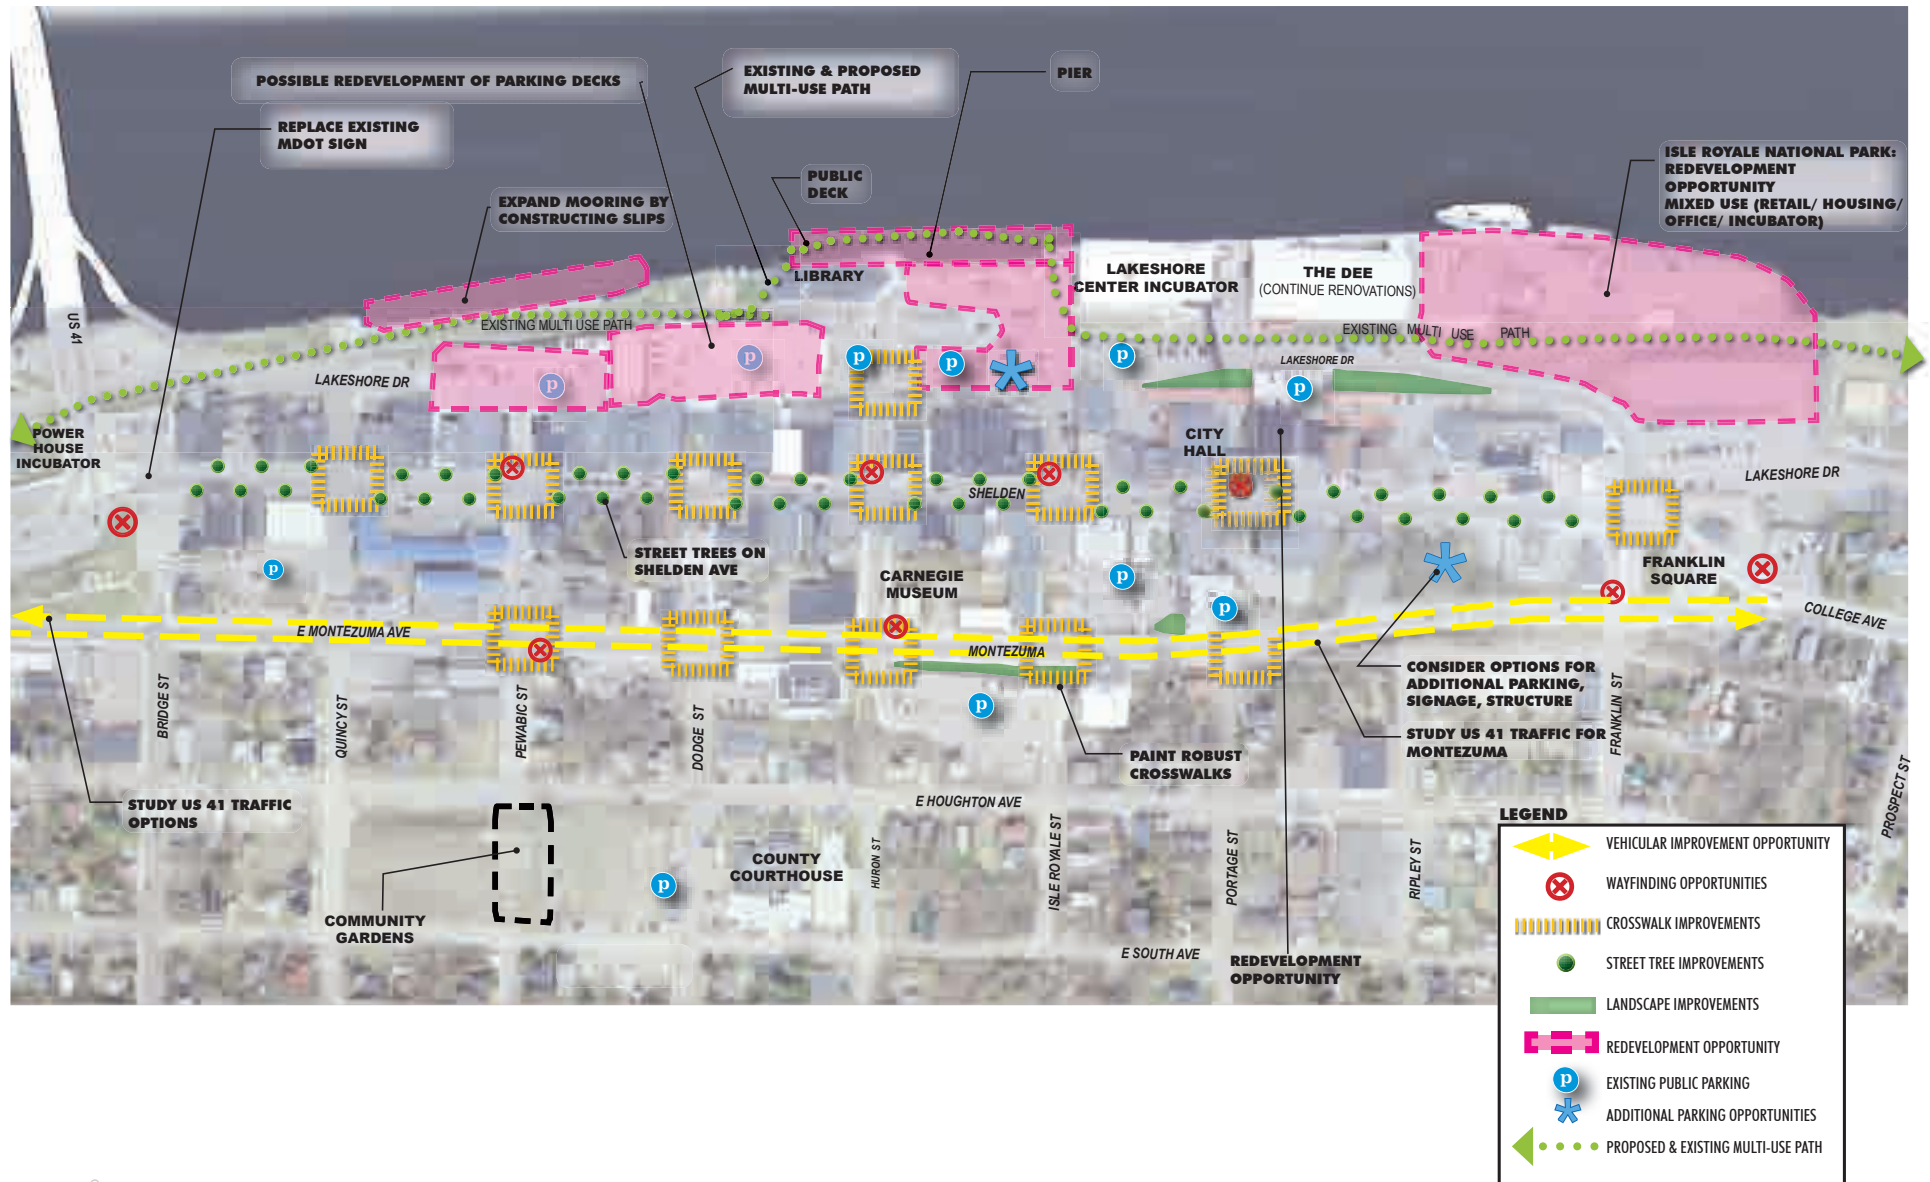 POSSIBLE REDEVELOPMENT OF PARKING DECKS
EXISTING & PROPOSED
MULTI-USE PATH
PIER
REPLACE EXISTING
MDOT SIGN
ISLE ROYALE NATIONAL PARK:
REDEVELOPMENT
OPPORTUNITY
MIXED USE (RETAIL/ HOUSING/
OFFICE/ INCUBATOR)
PUBLIC
DECK
EXPAND MOORING BY
CONSTRUCTING SLIPS
LIBRARY
LAKESHORE
CENTER INCUBATOR
THE DEE
(CONTINUE RENOVATIONS)
US 41
EXISTING MULTI USE PATH
EXISTING MULTI USE PATH
LAKESHORE DR
LAKESHORE DR
p
p
p
p
p
p
POWER
HOUSE
INCUBATOR
CITY
HALL
LAKESHORE DR
SHELDEN
STREET TREES ON
SHELDEN AVE
CARNEGIE
MUSEUM
FRANKLIN
SQUARE
p
p
p
COLLEGE AVE
E MONTEZUMA AVE
MONTEZUMA
CONSIDER OPTIONS FOR
ADDITIONAL PARKING,
SIGNAGE, STRUCTURE
BRIDGE ST
QUINCY ST
PEWABIC ST
DODGE ST
FRANKLIN ST
p
STUDY US 41 TRAFFIC FOR
MONTEZUMA
PAINT ROBUST
CROSSWALKS
PROSPECT ST
STUDY US 41 TRAFFIC
OPTIONS
E HOUGHTON AVE
COUNTY
COURTHOUSE
HURON ST
ISLE ROYALE ST
PORTAGE ST
RIPLEY ST
p
COMMUNITY
GARDENS
E SOUTH AVE
REDEVELOPMENT
OPPORTUNITY
LEGEND
VEHICULAR IMPROVEMENT OPPORTUNITY
WAYFINDING OPPORTUNITIES
CROSSWALK IMPROVEMENTS
STREET TREE IMPROVEMENTS
LANDSCAPE IMPROVEMENTS
REDEVELOPMENT OPPORTUNITY
p EXISTING PUBLIC PARKING
ADDITIONAL PARKING OPPORTUNITIES
PROPOSED & EXISTING MULTI-USE PATH